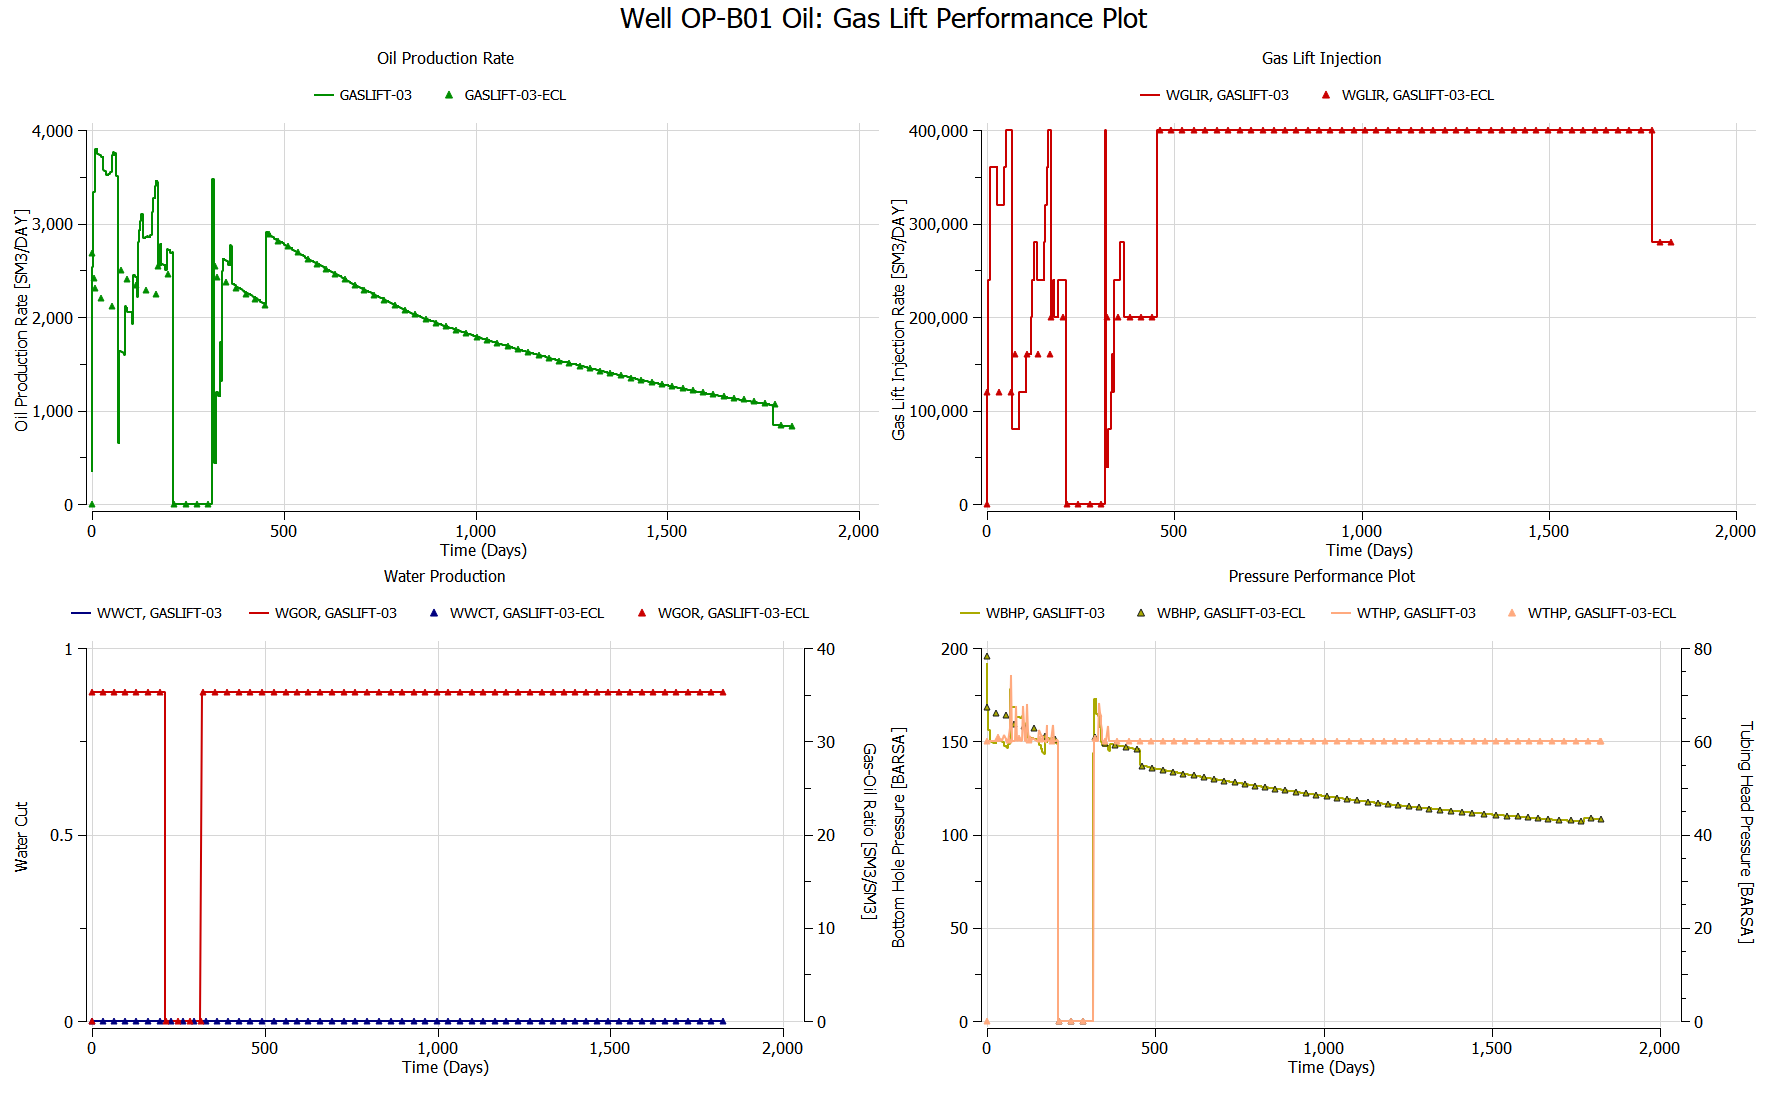 Well OP-B01 Oil: Gas Lift Performance Plot
Oil Production Rate
GASLIFT-03 GASLIFT-03-ECL
4,000
3,000
2,000
1,000
0
Oil Production Rate [SM3/DAY]
0 500 1,000 1,500 2,000
Time (Days)
Gas Lift Injection
WGLIR, GASLIFT-03 WGLIR, GASLIFT-03-ECL
400,000
300,000
200,000
100,000
0
Gas Lift Injection Rate [SM3/DAY]
0 500 1,000 1,500 2,000
Time (Days)
Water Production
WWCT, GASLIFT-03 WGOR, GASLIFT-03 WWCT, GASLIFT-03-ECL WGOR, GASLIFT-03-ECL
1
0.5
0
Water Cut
40
30
20
10
0
Gas-Oil Ratio [SM3/SM3]
0 500 1,000 1,500 2,000
Time (Days)
Pressure Performance Plot
WBHP, GASLIFT-03 WBHP, GASLIFT-03-ECL WTHP, GASLIFT-03 WTHP, GASLIFT-03-ECL
200
150
100
50
0
Bottom Hole Pressure [BARSA]
80
60
40
20
0
Tubing Head Pressure [BARSA]
0 500 1,000 1,500 2,000
Time (Days)